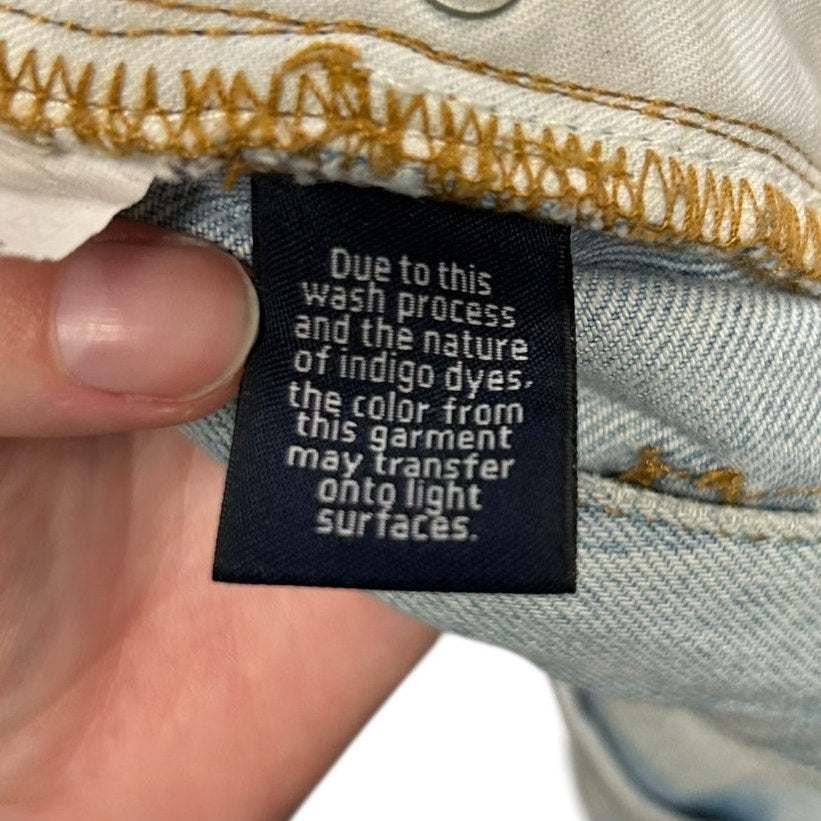 Due to this
wash process
and the nature
of indigo dyes,
the color from
this garment
may transfer
onto light
surfaces.